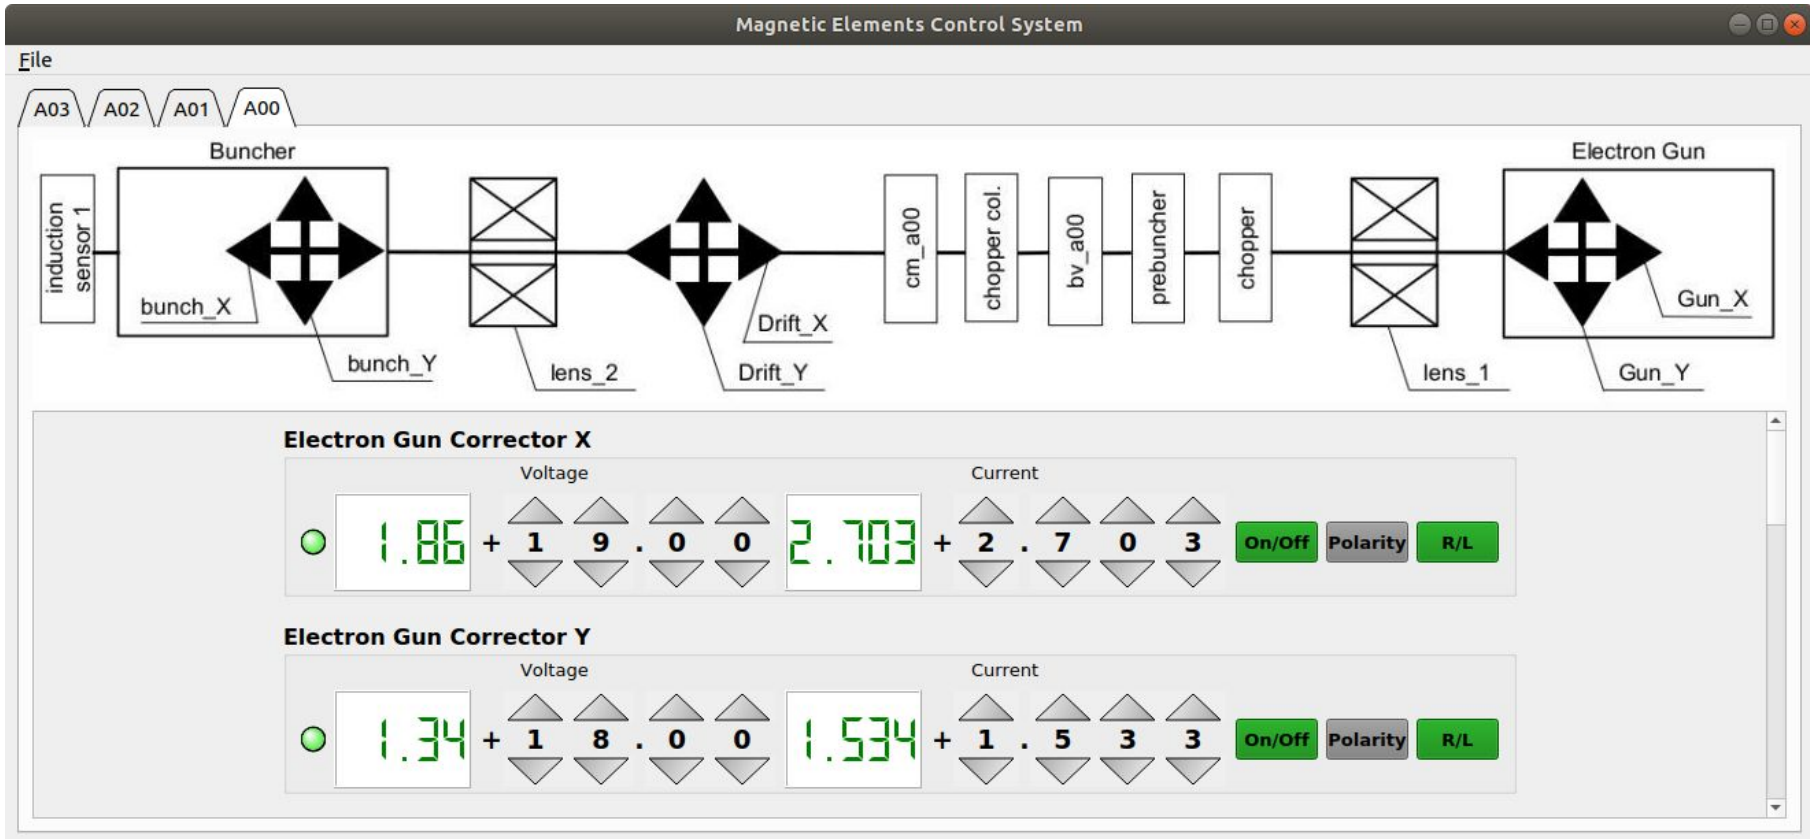 Magnetic Elements Control System
File
A03 A02 A01 A00
Buncher
Electron Gun
induction
sensor 1
cm_a00
chopper col.
bv_a00
prebuncher
chopper
bunch_X
Drift_X
Gun_X
bunch_Y
lens_2
Drift_Y
lens_1
Gun_Y
Electron Gun Corrector X
Voltage Current
1.86 + 1 9 . 0 0 2.703 + 2 . 7 0 3 On/Off Polarity R/L
Electron Gun Corrector Y
Voltage Current
1.34 + 1 8 . 0 0 1.534 + 1 . 5 3 3 On/Off Polarity R/L